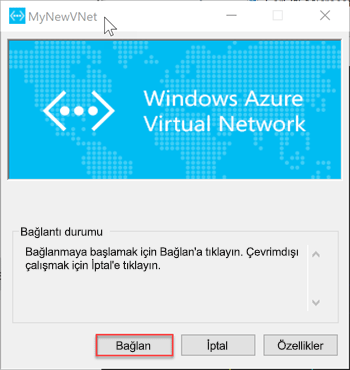 MyNewVNet
Windows Azure
Virtual Network
Bağlantı durumu
Bağlanmaya başlamak için Bağlan'a tıklayın. Çevrimdışı
çalışmak için İptal'e tıklayın.
Bağlan
İptal
Özellikler